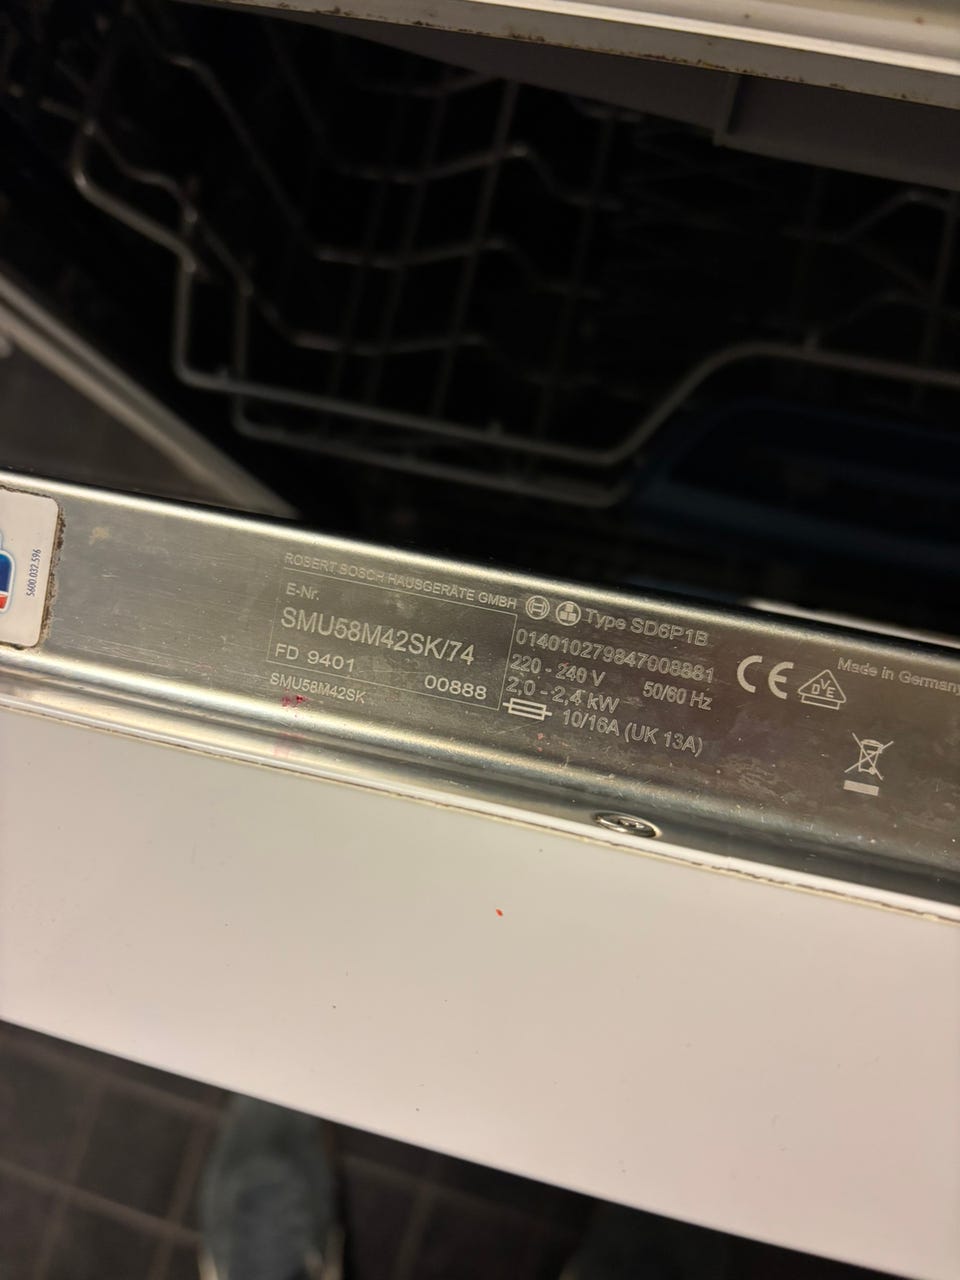 5600.032.596
ROBERT BOSCH HAUSGERÄTE GMBH
E-Nr.
SMU58M42SK/74
FD 9401
00888
SMU58M42SK
Type SD6P1B
014010279847008881
220 - 240 V 50/60 Hz
2,0 - 2,4 kW
10/16A (UK 13A)
CE
DVE
Made in Germany